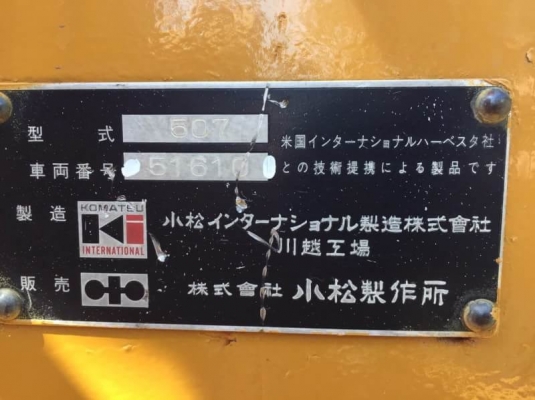 型式 507
米国インターナショナルハーベスタ社
車両番号 51610
との技術提携による製品です
製造 KOMATSU
INTERNATIONAL
小松インターナショナル製造株式會社
川越工場
販売 株式會社 小松製作所